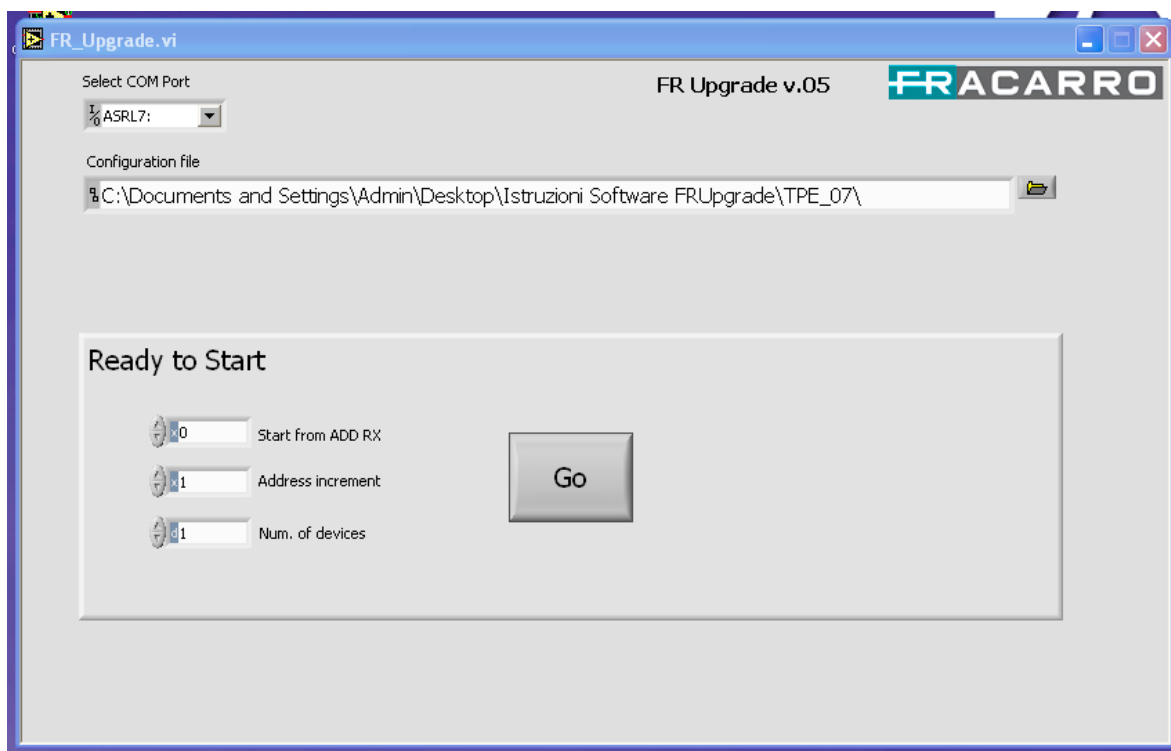 FR_Upgrade.vi
Select COM Port
FR Upgrade v.05
FRACARRO
ASRL7:
Configuration file
C:\Documents and Settings\Admin\Desktop\Istruzioni Software FRUpgrade\TPE_07\
Ready to Start
x0 Start from ADD RX
x1 Address increment
d1 Num. of devices
Go